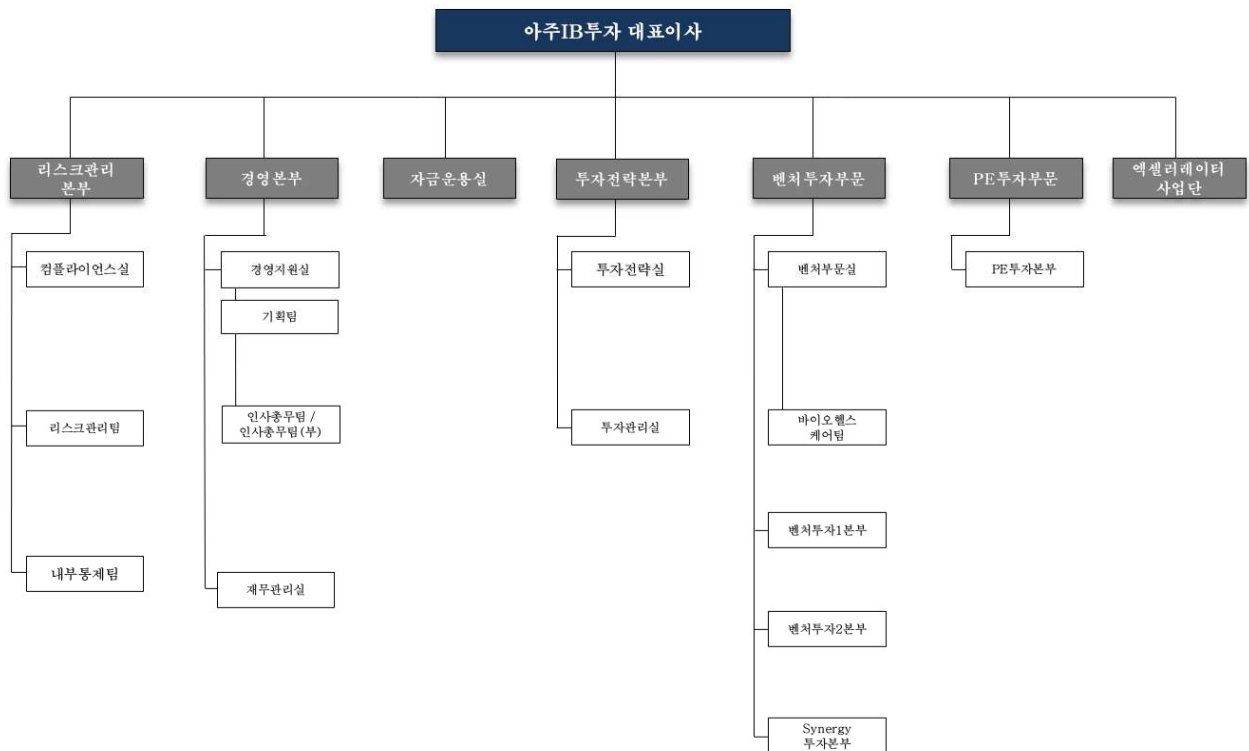 아주IB투자 대표이사
리스크관리
본부
경영본부
자금운용실
투자전략본부
벤처투자부문
PE투자부문
엑셀러레이터
사업단
컴플라이언스실
경영지원실
투자전략실
벤처부문실
PE투자본부
기획팀
리스크관리팀
인사총무팀 /
인사총무팀(부)
투자관리실
바이오헬스
케어팀
벤처투자1본부
내부통제팀
재무관리실
벤처투자2본부
Synergy
투자본부